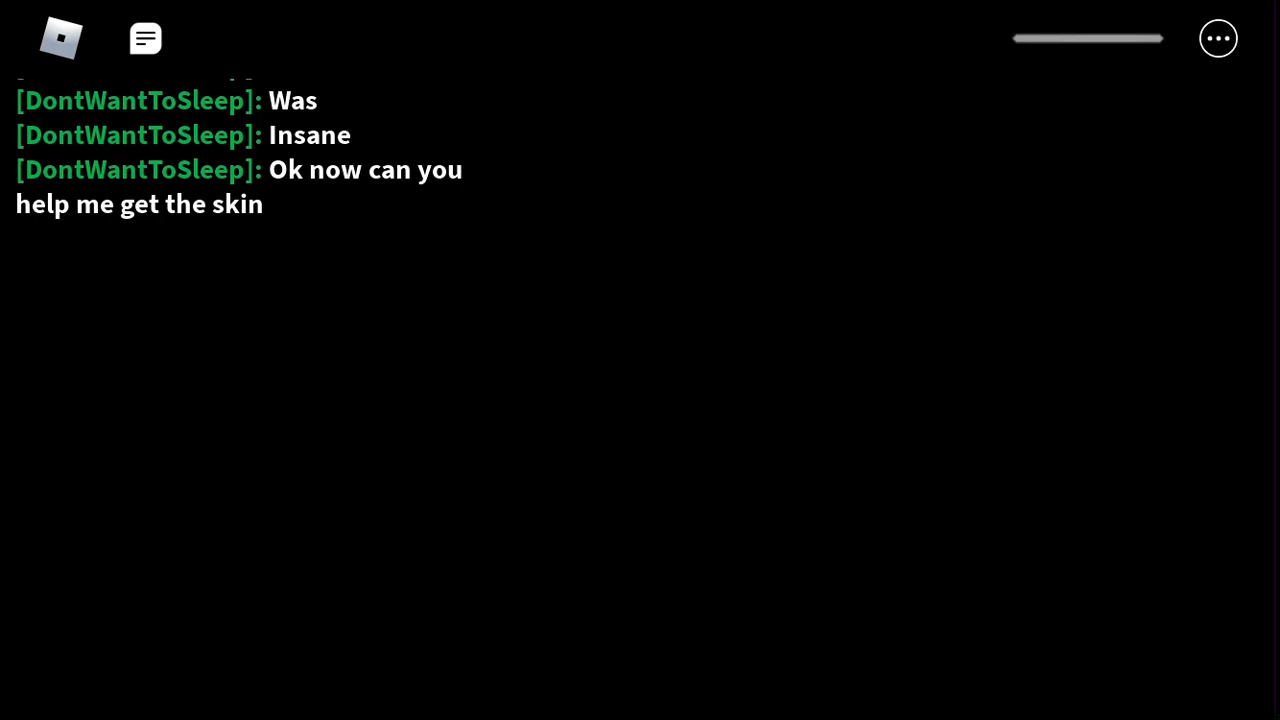 [DontWantToSleep]: Was
[DontWantToSleep]: Insane
[DontWantToSleep]: Ok now can you
help me get the skin